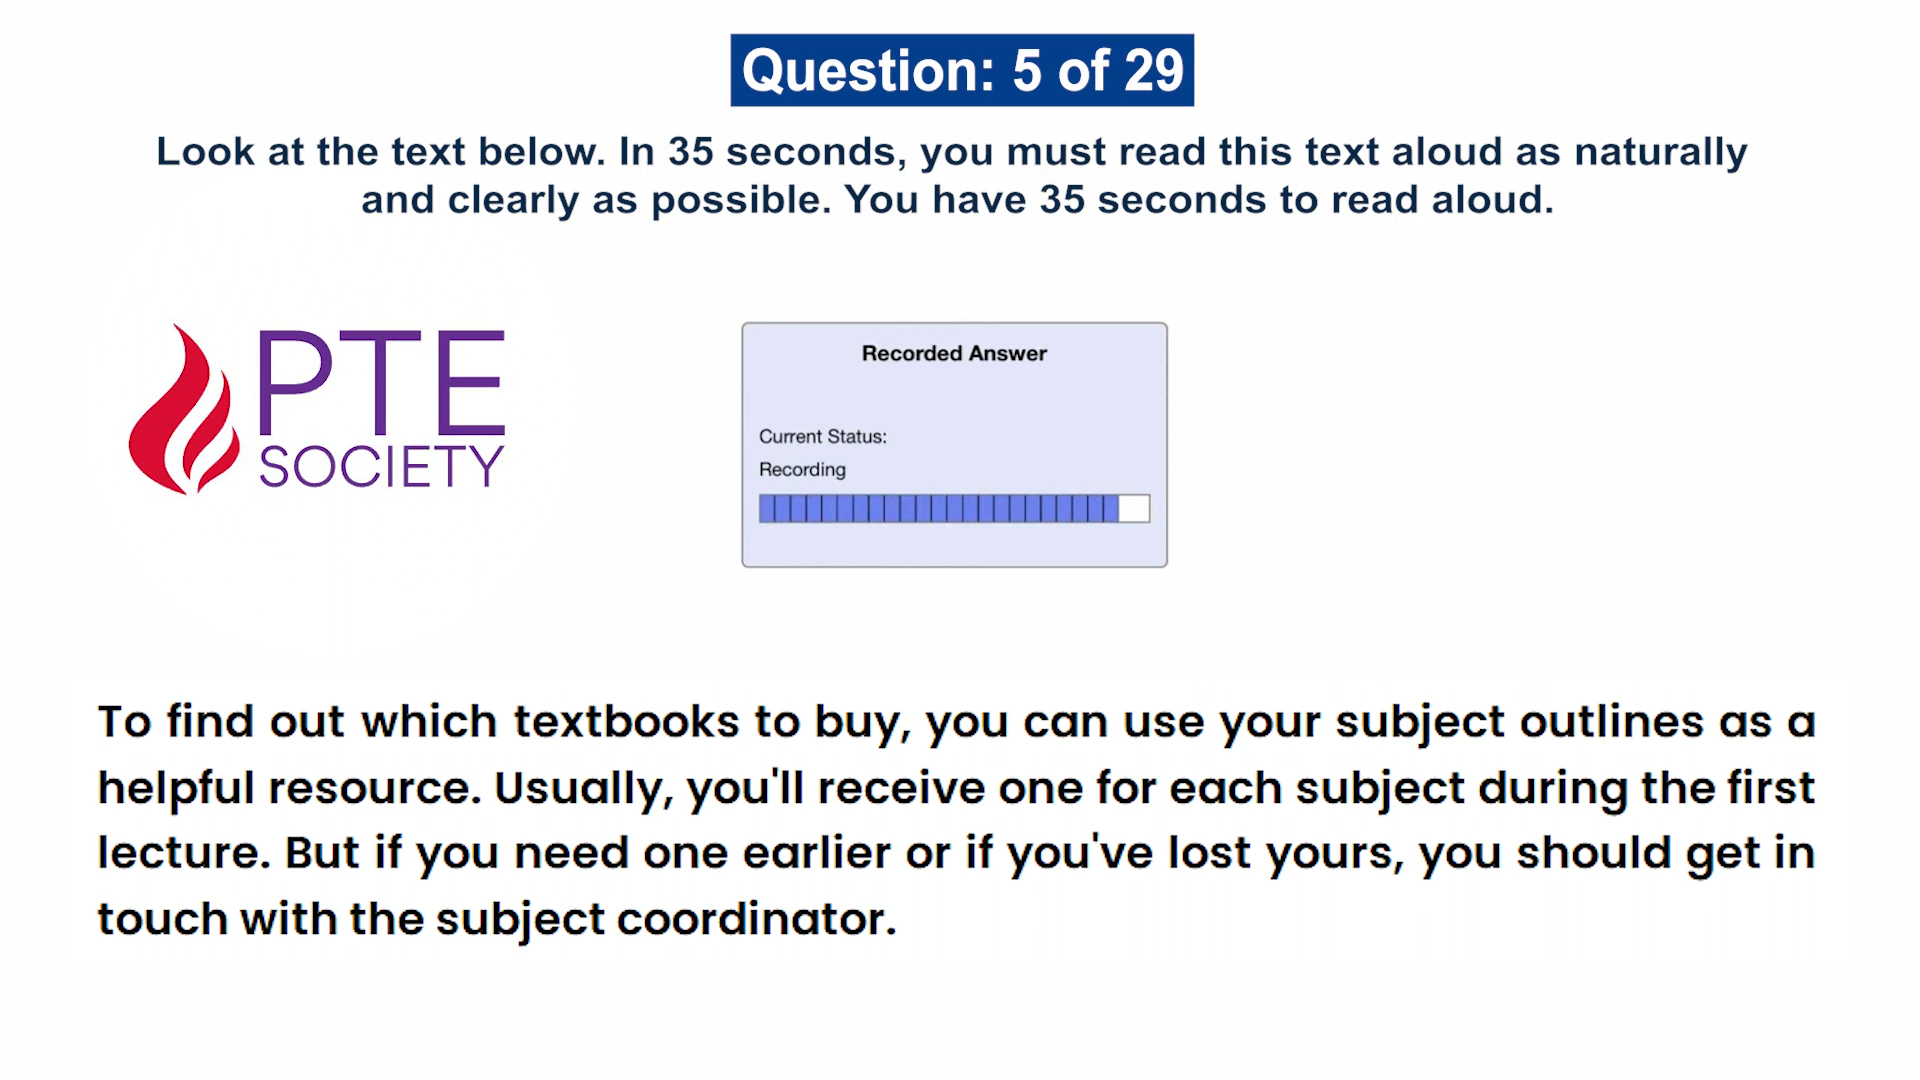 Question: 5 of 29
Look at the text below. In 35 seconds, you must read this text aloud as naturally
and clearly as possible. You have 35 seconds to read aloud.
PTE
SOCIETY
Recorded Answer
Current Status:
Recording
To find out which textbooks to buy, you can use your subject outlines as a
helpful resource. Usually, you'll receive one for each subject during the first
lecture. But if you need one earlier or if you've lost yours, you should get in
touch with the subject coordinator.